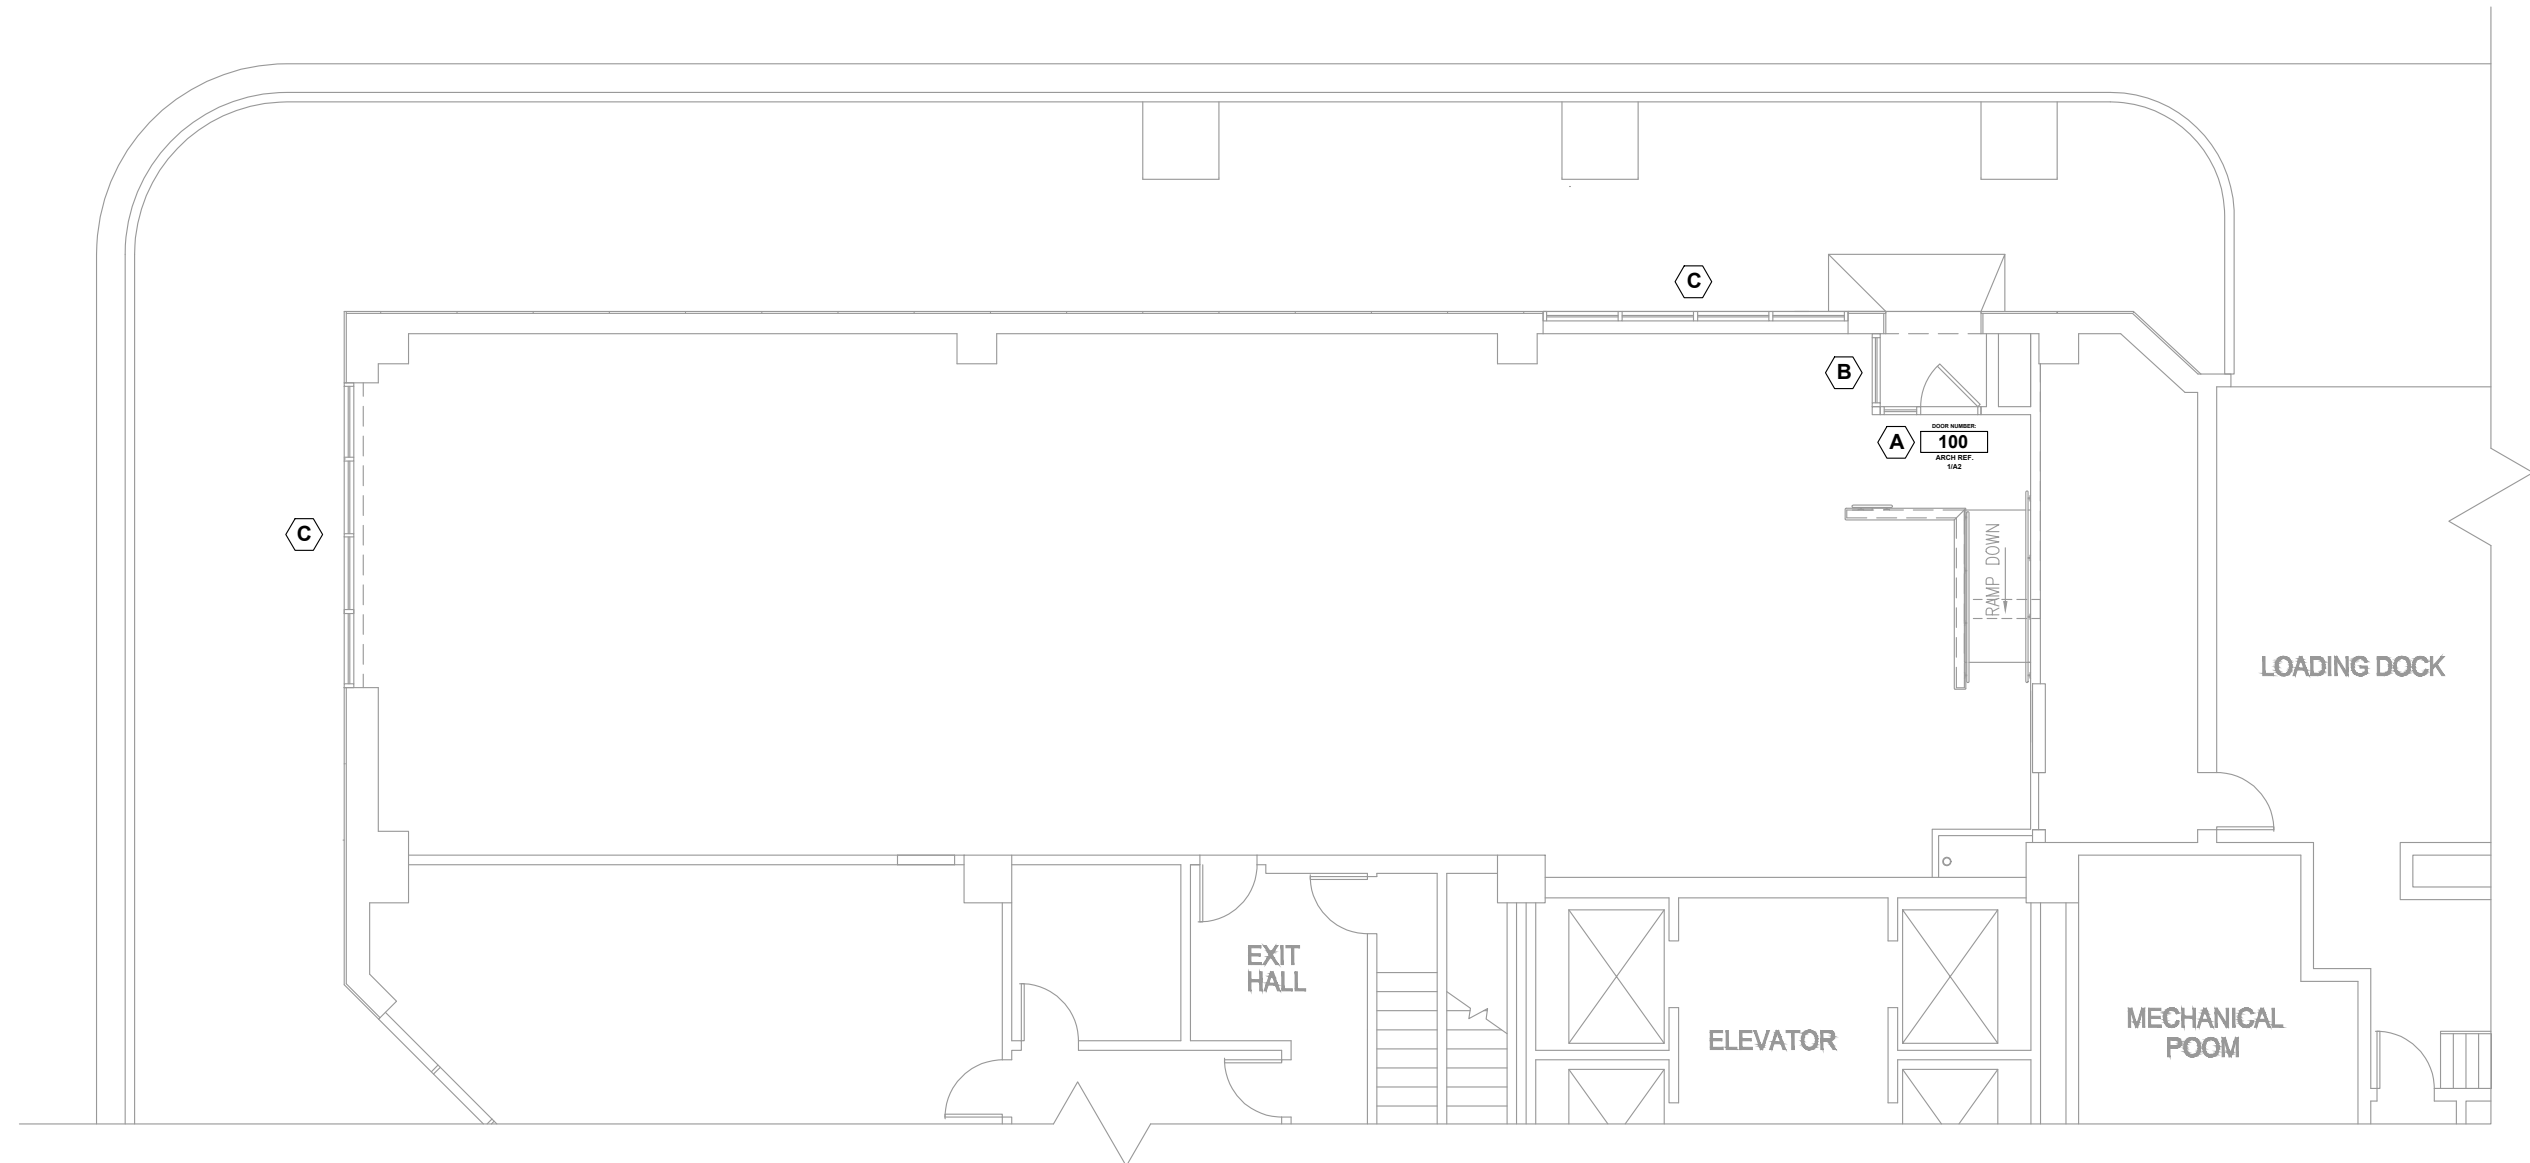 C
B
DOOR NUMBER:
A
100
ARCH REF.
1/A2
C
RAMP DOWN
LOADING DOCK
EXIT
HALL
ELEVATOR
MECHANICAL
POOM